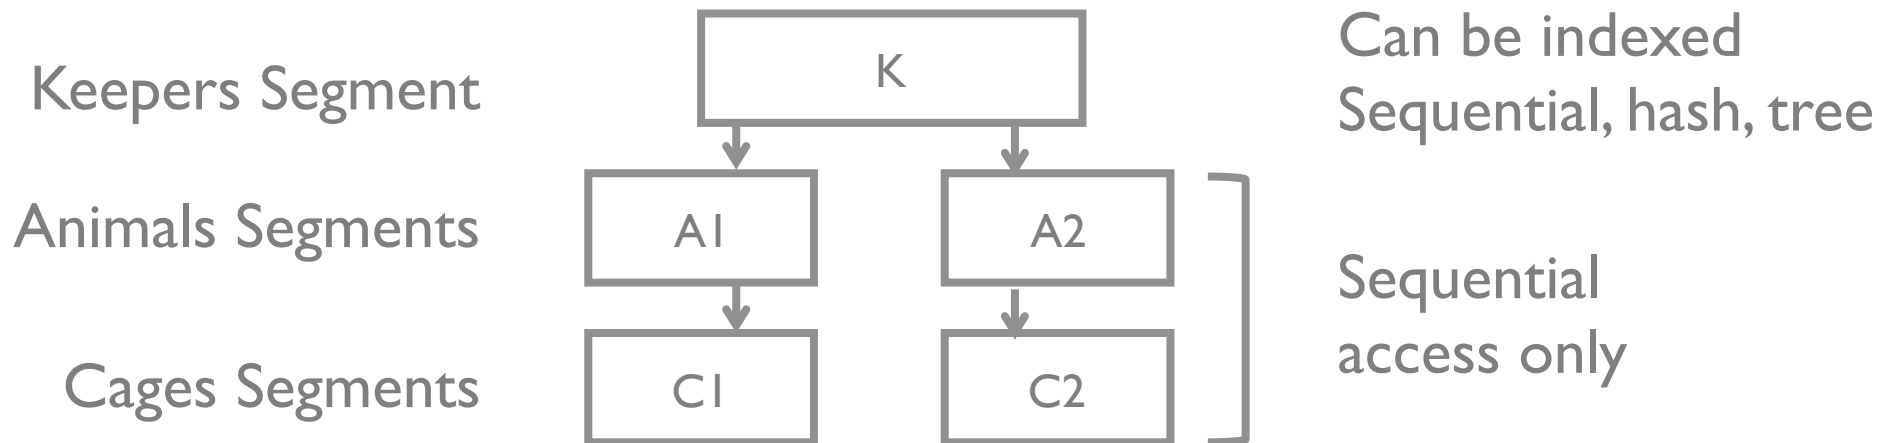 Can be indexed
Keepers Segment
K
Sequential, hash, tree
Animals Segments
A1
A2
Sequential
access only
Cages Segments
C1
C2